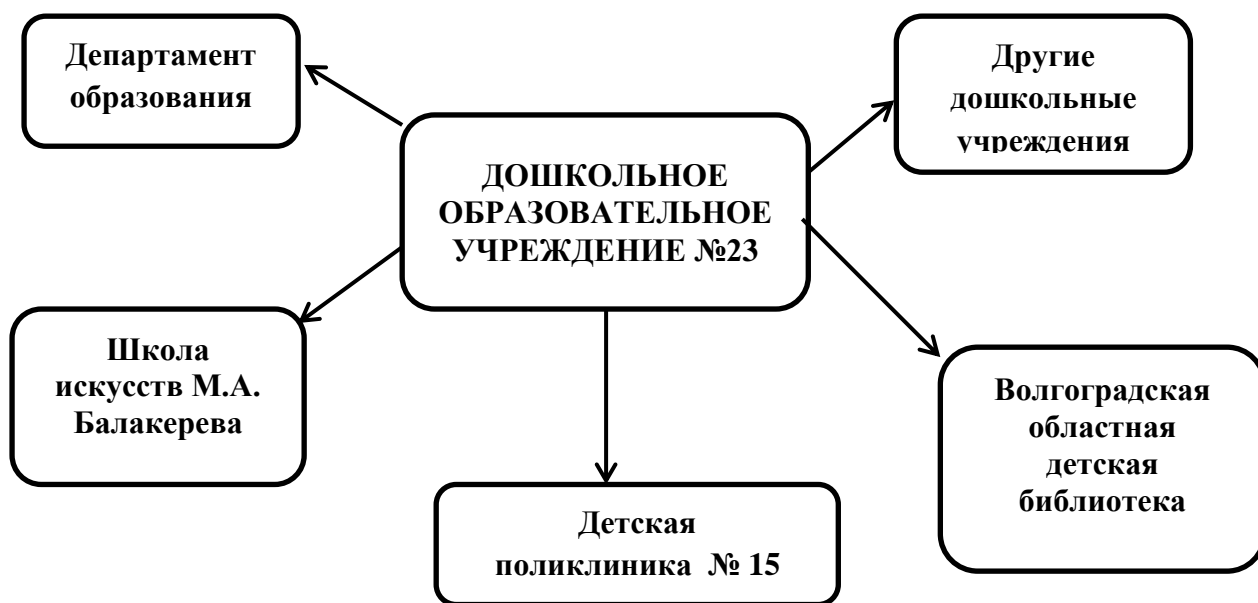 Департамент
образования
Другие
дошкольные
учреждения
ДОШКОЛЬНОЕ
ОБРАЗОВАТЕЛЬНОЕ
УЧРЕЖДЕНИЕ №23
Школа
искусств М.А.
Балакерева
Волгоградская
областная
детская
библиотека
Детская
поликлиника № 15